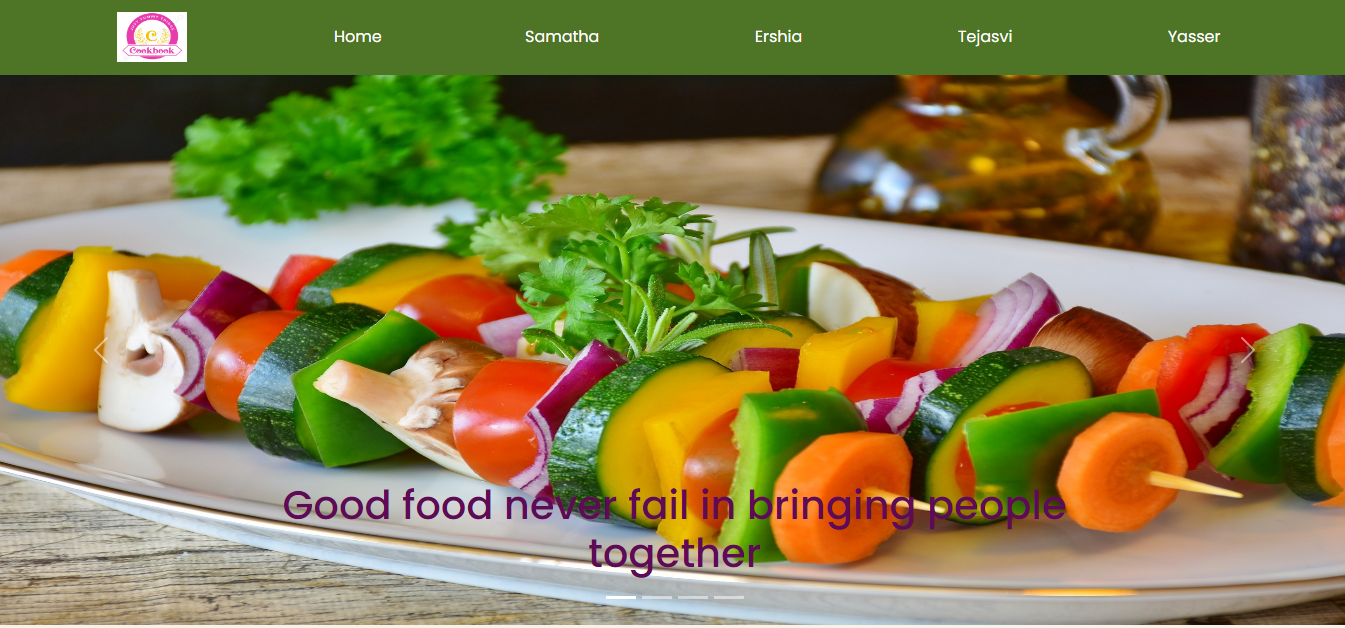 C
Cookbook
Home
Samatha
Ershia
Tejasvi
Yasser
Good food never fail in bringing people
together